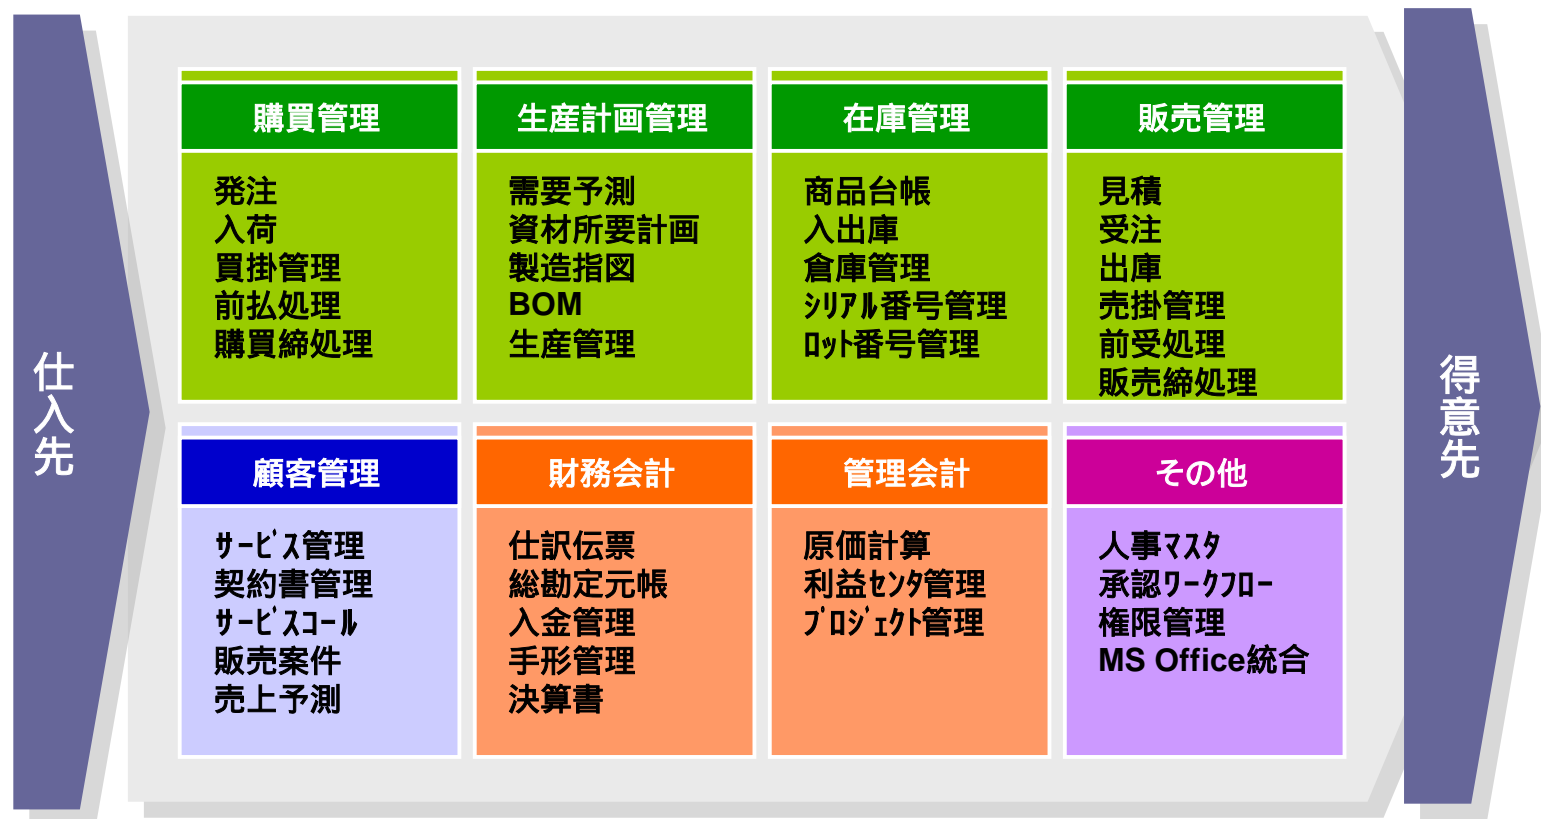 仕入先
購買管理
発注
入荷
買掛管理
前払処理
購買締処理
生産計画管理
需要予測
資材所要計画
製造指図
BOM
生産管理
在庫管理
商品台帳
入出庫
倉庫管理
ｼﾘｱﾙ番号管理
ﾛｯﾄ番号管理
販売管理
見積
受注
出庫
売掛管理
前受処理
販売締処理
顧客管理
ｻｰﾋﾞｽ管理
契約書管理
ｻｰﾋﾞｽｺｰﾙ
販売案件
売上予測
財務会計
仕訳伝票
総勘定元帳
入金管理
手形管理
決算書
管理会計
原価計算
利益ｾﾝﾀ管理
ﾌﾟﾛｼﾞｪｸﾄ管理
その他
人事ﾏｽﾀ
承認ﾜｰｸﾌﾛｰ
権限管理
MS Office統合
得意先